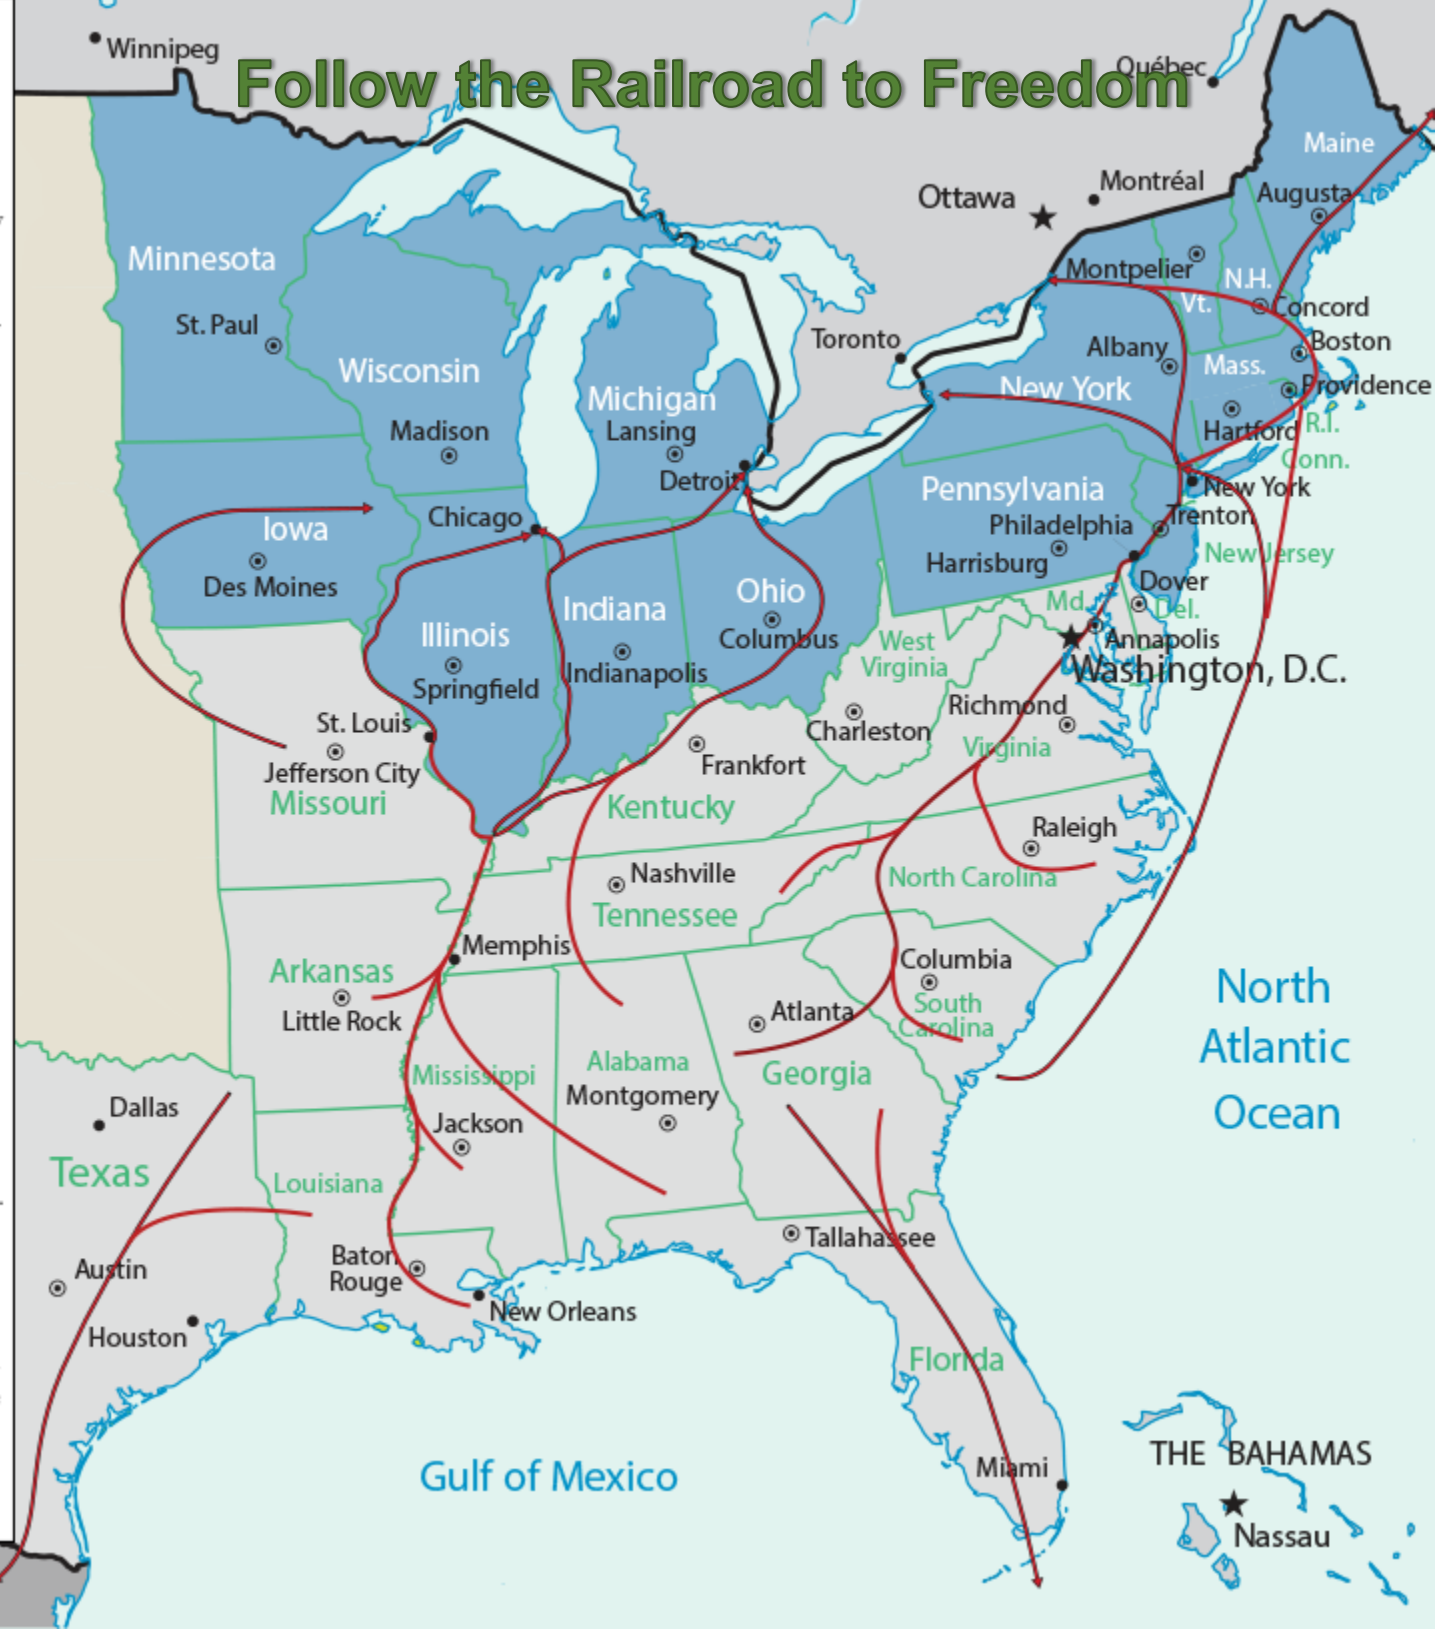 Winnipeg
Follow the Railroad to Freedom
Québec
Maine
Augusta
Montréal
Ottawa
Minnesota
Montpelier
N.H.
Vt.
Concord
St. Paul
Toronto
Albany
Boston
Wisconsin
Mass.
Michigan
New York
Providence
Madison
Lansing
Hartford
R.I.
Conn.
Detroit
Pennsylvania
New York
Chicago
Iowa
Philadelphia
Trenton
Harrisburg
New Jersey
Des Moines
Ohio
Dover
Indiana
Md.
Del.
Illinois
Columbus
West
Virginia
Annapolis
Indianapolis
Washington, D.C.
Springfield
Richmond
St. Louis
Charleston
Virginia
Jefferson City
Frankfort
Missouri
Kentucky
Raleigh
Nashville
North Carolina
Tennessee
Memphis
Columbia
Arkansas
North
Atlantic
Ocean
Little Rock
Atlanta
South
Carolina
Mississippi
Alabama
Georgia
Montgomery
Dallas
Jackson
Texas
Louisiana
Tallahassee
Baton
Rouge
Austin
New Orleans
Houston
Florida
Gulf of Mexico
Miami
THE BAHAMAS
Nassau